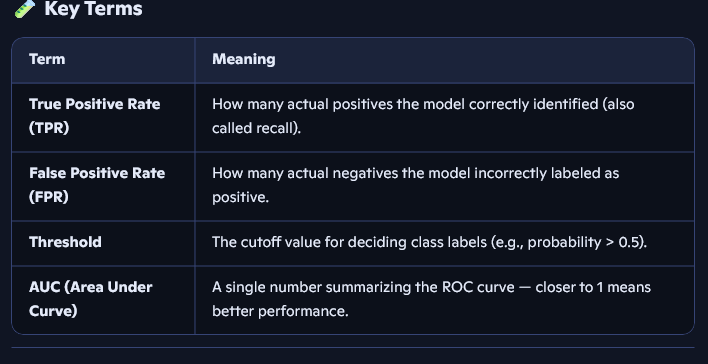 🧪 Key Terms
Term Meaning
True Positive Rate (TPR) How many actual positives the model correctly identified (also called recall).
False Positive Rate (FPR) How many actual negatives the model incorrectly labeled as positive.
Threshold The cutoff value for deciding class labels (e.g., probability > 0.5).
AUC (Area Under Curve) A single number summarizing the ROC curve — closer to 1 means better performance.